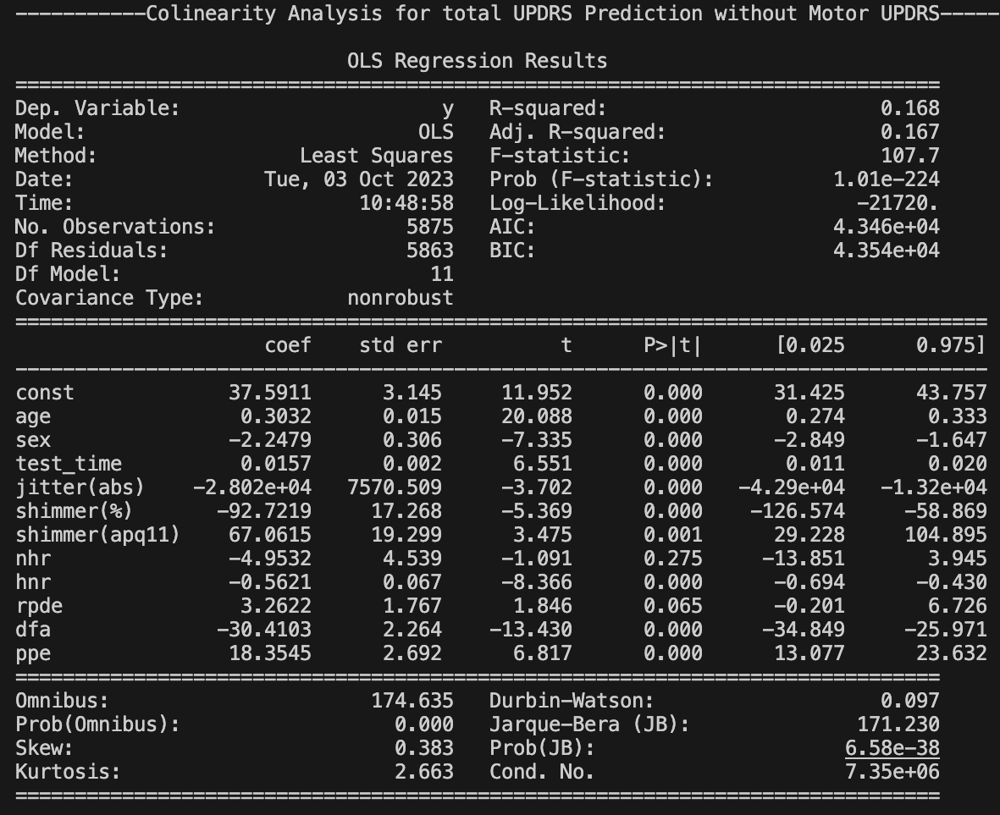 -----------Colinearity Analysis for total UPDRS Prediction without Motor UPDRS-----
OLS Regression Results
==============================================================================
Dep. Variable: y R-squared: 0.168
Model: OLS Adj. R-squared: 0.167
Method: Least Squares F-statistic: 107.7
Date: Tue, 03 Oct 2023 Prob (F-statistic): 1.01e-224
Time: 10:48:58 Log-Likelihood: -21720.
No. Observations: 5875 AIC: 4.346e+04
Df Residuals: 5863 BIC: 4.354e+04
Df Model: 11
Covariance Type: nonrobust
==================================================================================
coef std err t P>|t| [0.025 0.975]
----------------------------------------------------------------------------------
const 37.5911 3.145 11.952 0.000 31.425 43.757
age 0.3032 0.015 20.088 0.000 0.274 0.333
sex -2.2479 0.306 -7.335 0.000 -2.849 -1.647
test_time 0.0157 0.002 6.551 0.000 0.011 0.020
jitter(abs) -2.802e+04 7570.509 -3.702 0.000 -4.29e+04 -1.32e+04
shimmer(%) -92.7219 17.268 -5.369 0.000 -126.574 -58.869
shimmer(apq11) 67.0615 19.299 3.475 0.001 29.228 104.895
nhr -4.9532 4.539 -1.091 0.275 -13.851 3.945
hnr -0.5621 0.067 -8.366 0.000 -0.694 -0.430
rpde 3.2622 1.767 1.846 0.065 -0.201 6.726
dfa -30.4103 2.264 -13.430 0.000 -34.849 -25.971
ppe 18.3545 2.692 6.817 0.000 13.077 23.632
==============================================================================
Omnibus: 174.635 Durbin-Watson: 0.097
Prob(Omnibus): 0.000 Jarque-Bera (JB): 171.230
Skew: 0.383 Prob(JB): 6.58e-38
Kurtosis: 2.663 Cond. No. 7.35e+06
==============================================================================